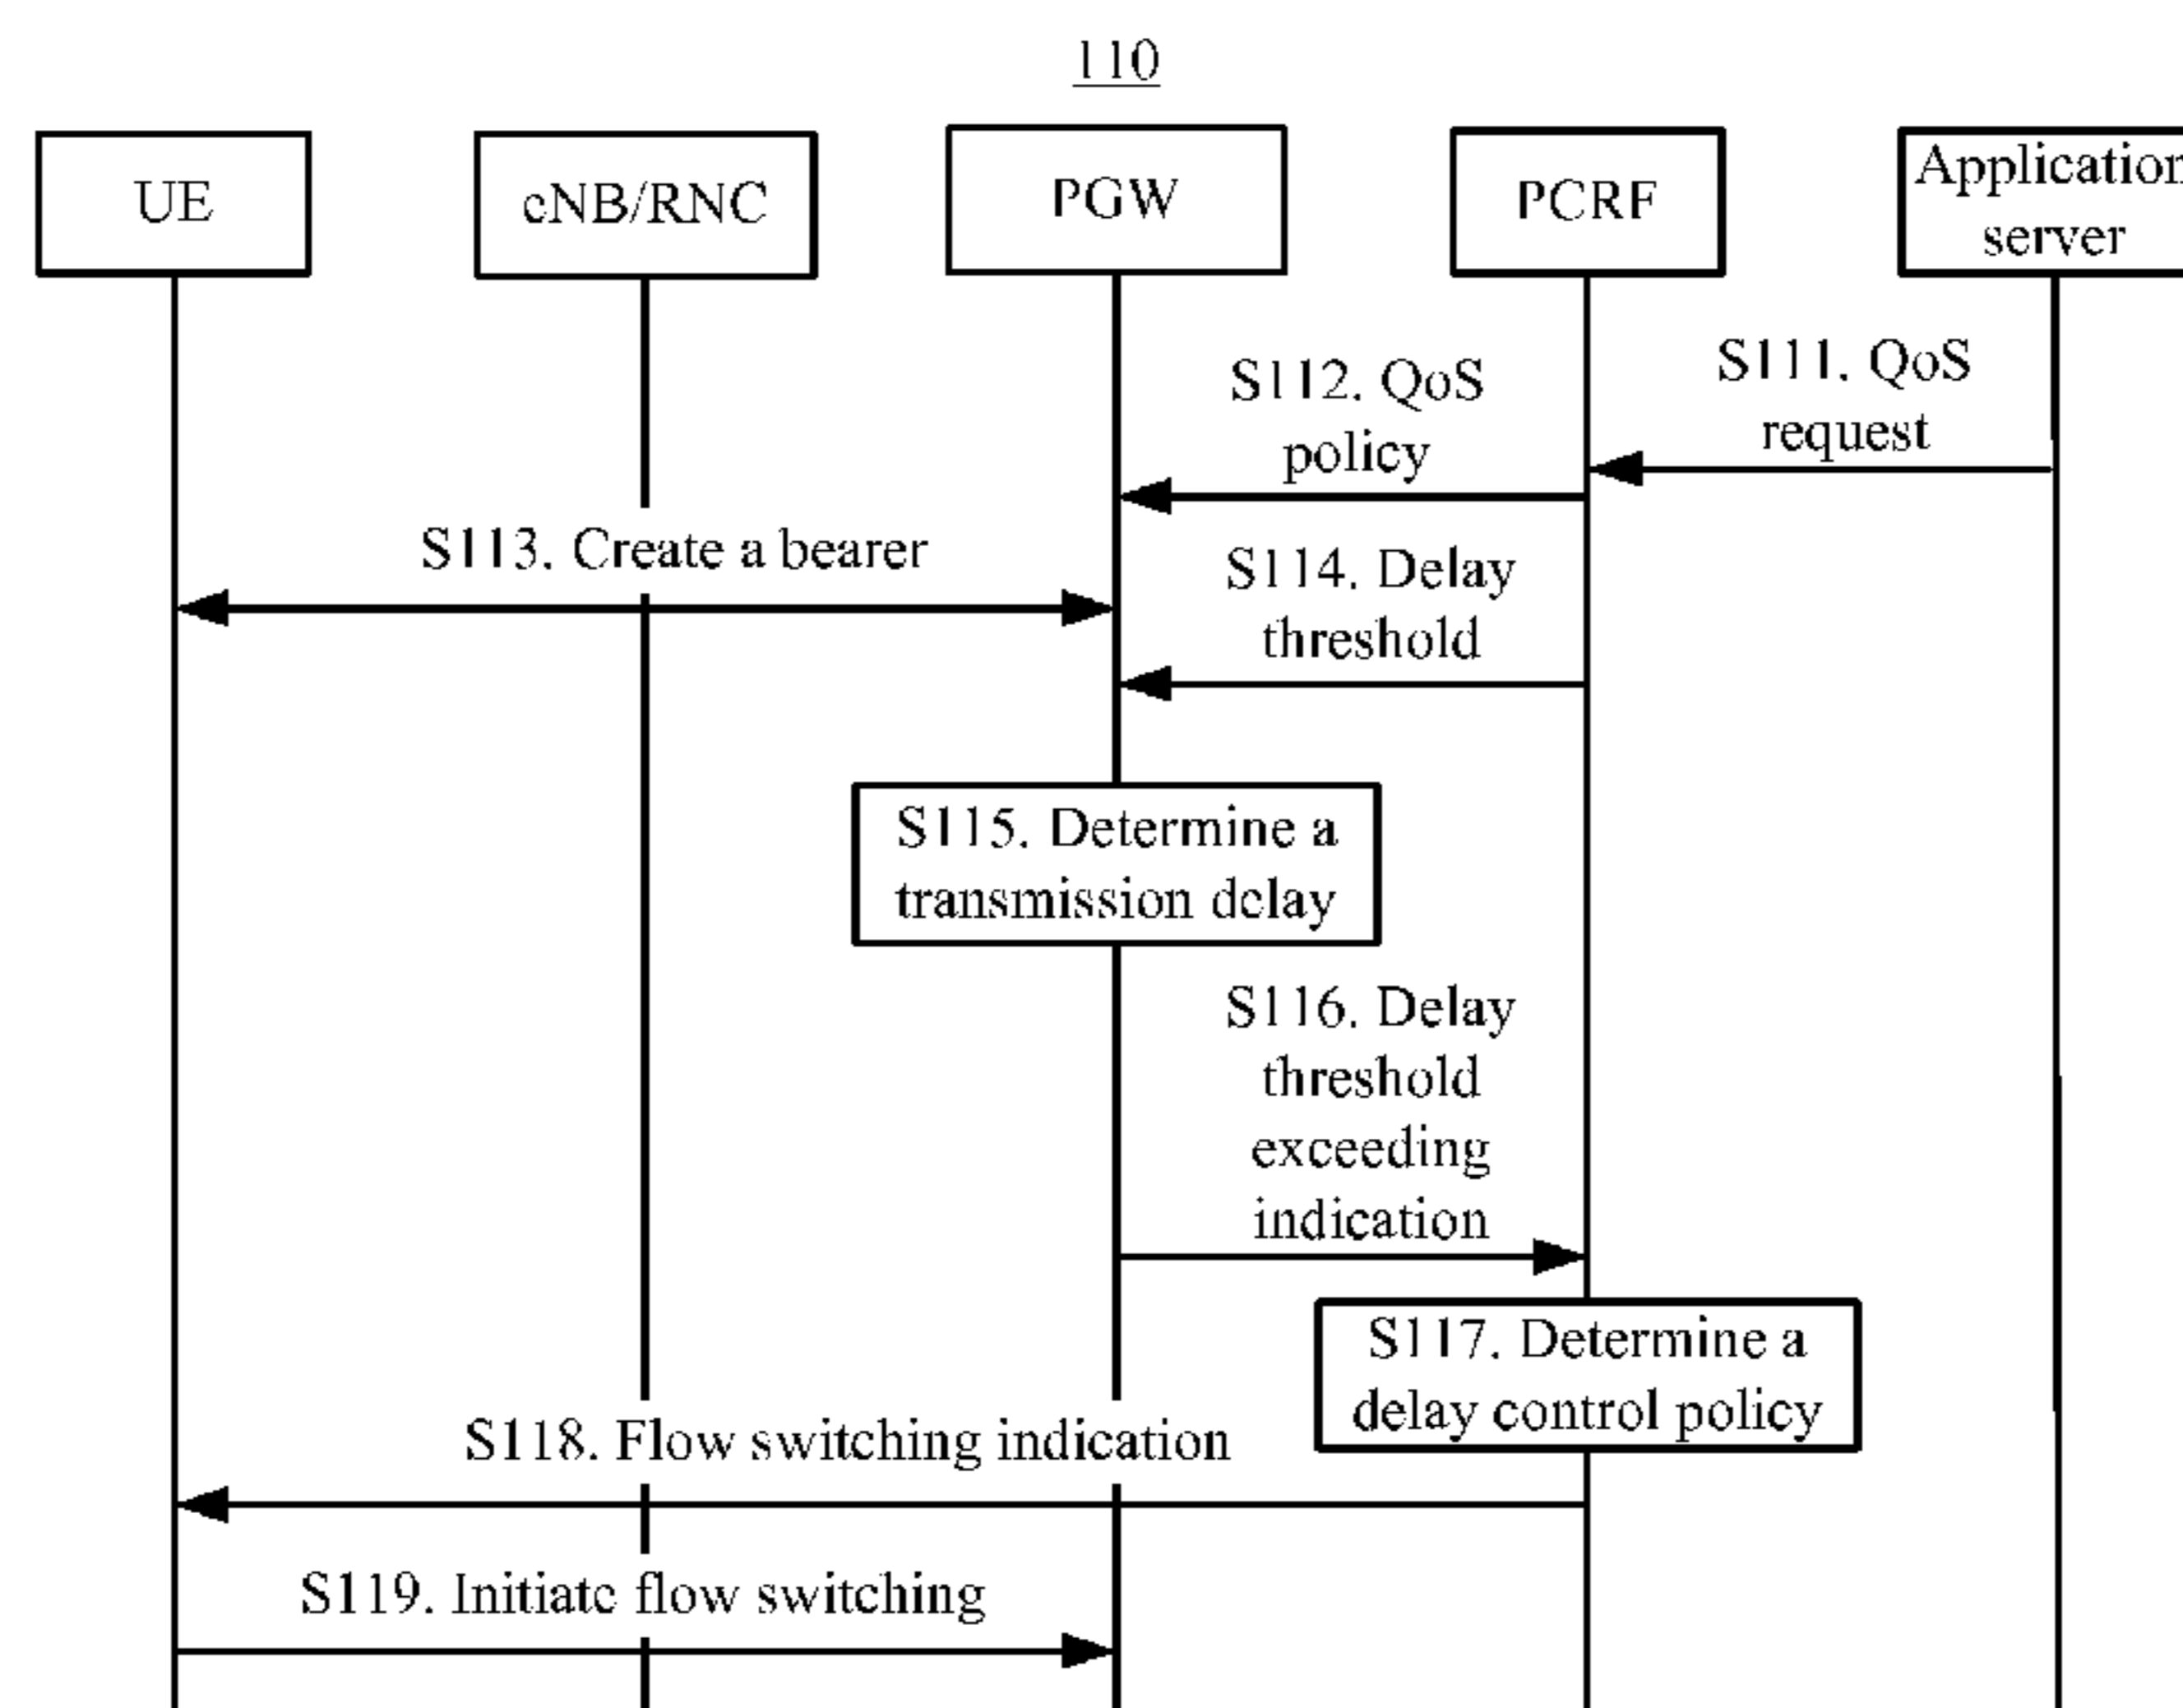 110
UE
eNB/RNC
PGW
PCRF
Application
server
S111. QoS
request
S112. QoS
policy
S113. Create a bearer
S114. Delay
threshold
S115. Determine a
transmission delay
S116. Delay
threshold
exceeding
indication
S117. Determine a
delay control policy
S118. Flow switching indication
S119. Initiate flow switching